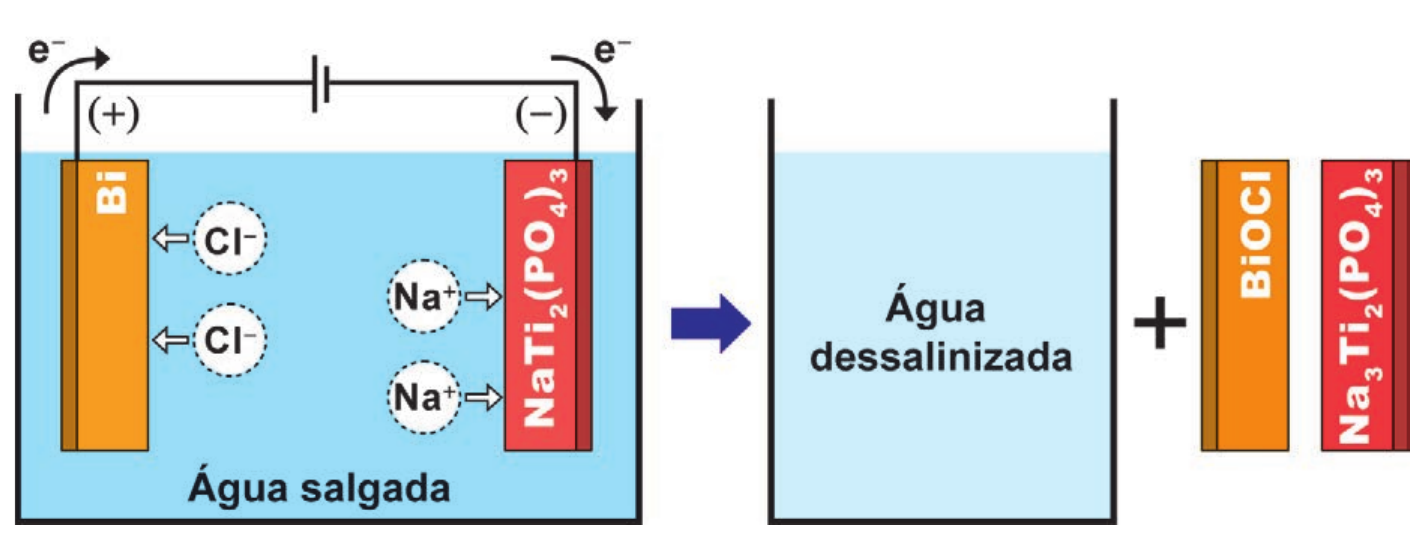 e⁻
e⁻
(+)
(−)
Bi
Cl⁻
Cl⁻
Na⁺
Na⁺
NaTi₂(PO₄)₃
Água salgada
Água
dessalinizada
+
BiOCl
Na₃Ti₂(PO₄)₃